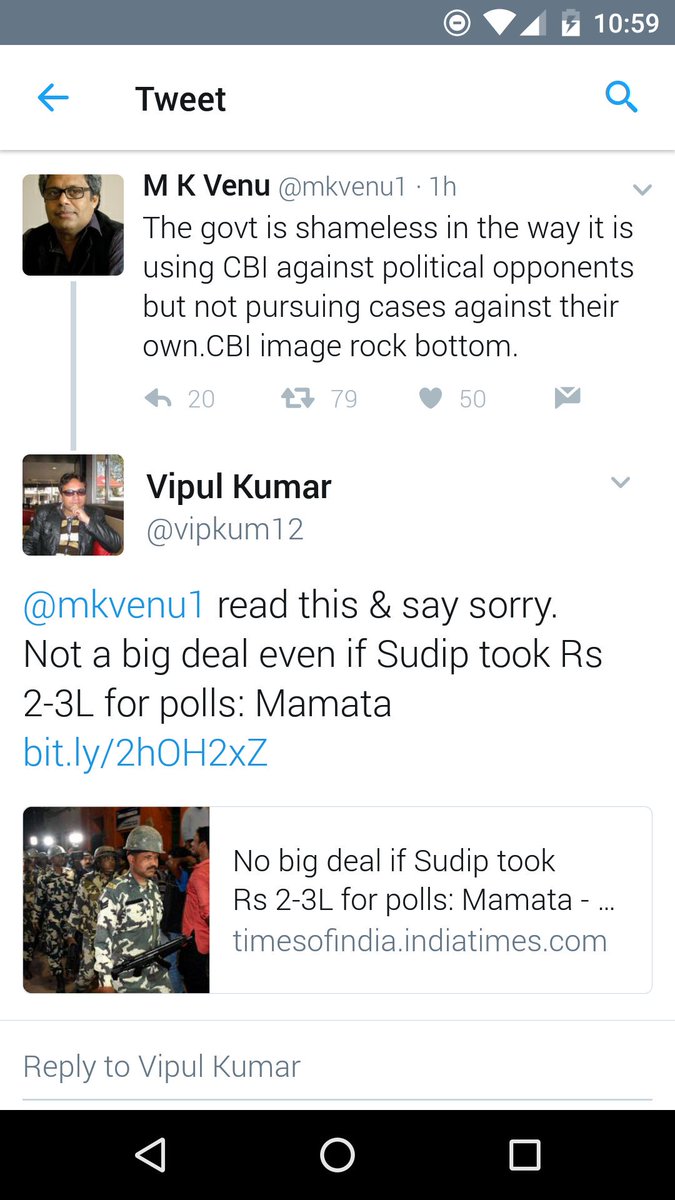 10:59
Tweet
M K Venu @mkvenu1 · 1h
The govt is shameless in the way it is
using CBI against political opponents
but not pursuing cases against their
own.CBI image rock bottom.
20 79 50
Vipul Kumar
@vipkum12
@mkvenu1 read this & say sorry.
Not a big deal even if Sudip took Rs
2-3L for polls: Mamata
bit.ly/2hOH2xZ
No big deal if Sudip took
Rs 2-3L for polls: Mamata - ...
timesofindia.indiatimes.com
Reply to Vipul Kumar